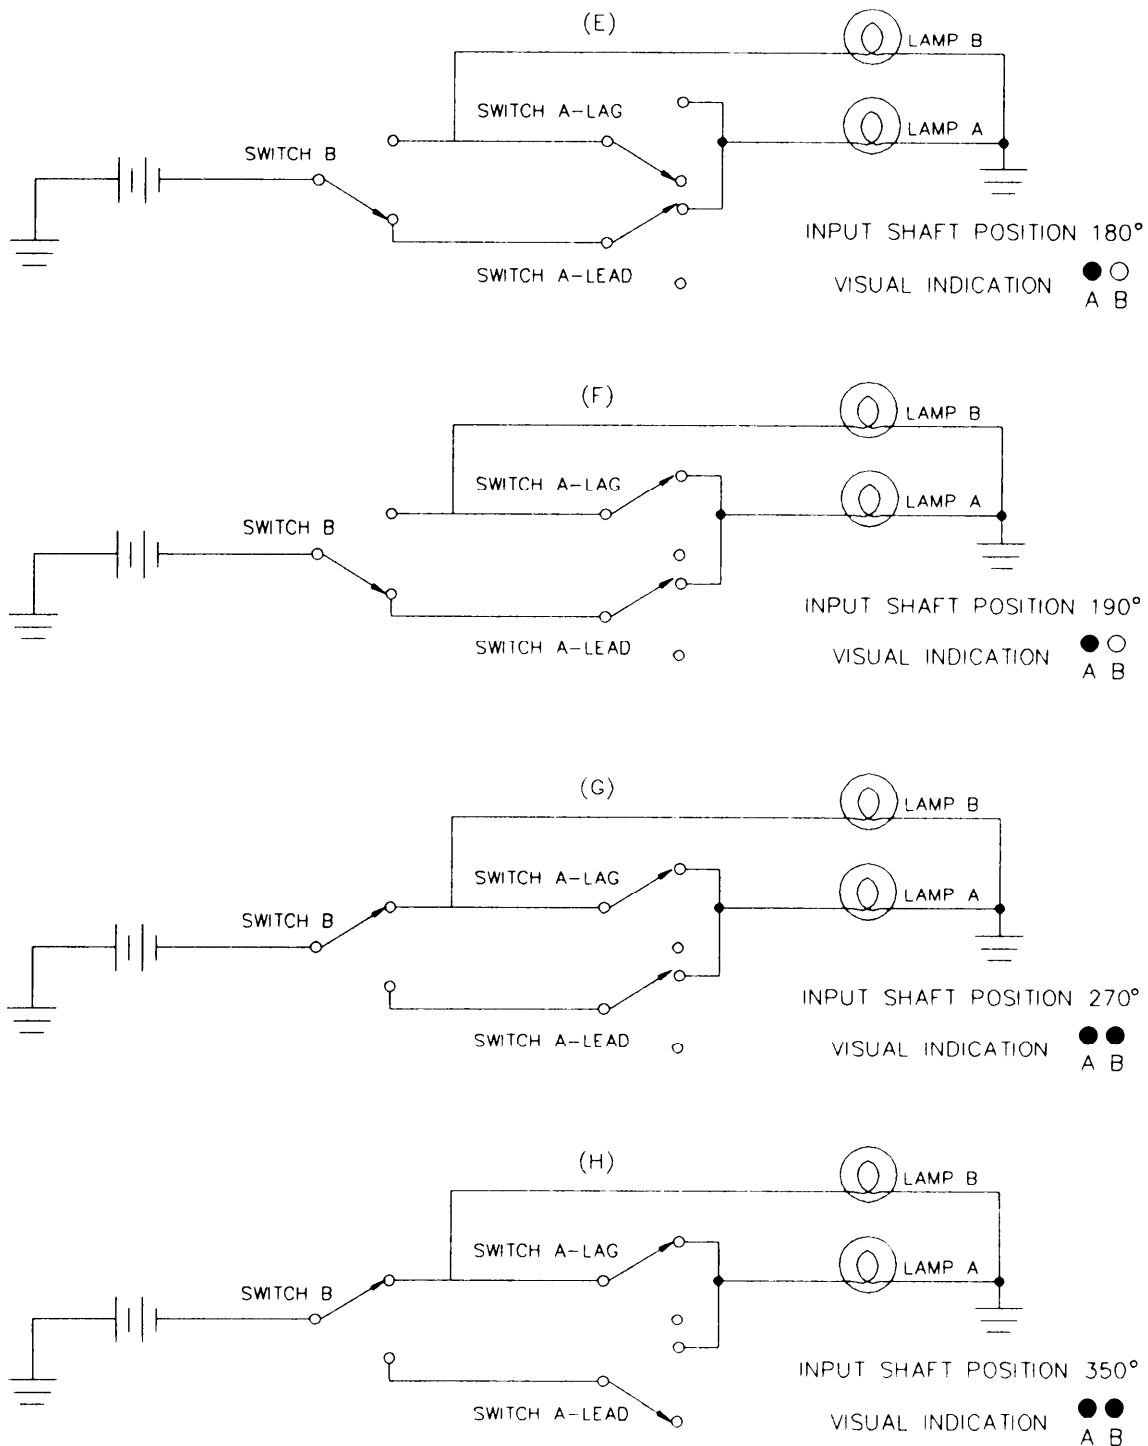 (E)
LAMP B
SWITCH A-LAG
LAMP A
SWITCH B
INPUT SHAFT POSITION 180°
SWITCH A-LEAD
VISUAL INDICATION
A B
(F)
LAMP B
SWITCH A-LAG
LAMP A
SWITCH B
INPUT SHAFT POSITION 190°
SWITCH A-LEAD
VISUAL INDICATION
A B
(G)
LAMP B
SWITCH A-LAG
LAMP A
SWITCH B
INPUT SHAFT POSITION 270°
SWITCH A-LEAD
VISUAL INDICATION
A B
(H)
LAMP B
SWITCH A-LAG
LAMP A
SWITCH B
INPUT SHAFT POSITION 350°
SWITCH A-LEAD
VISUAL INDICATION
A B